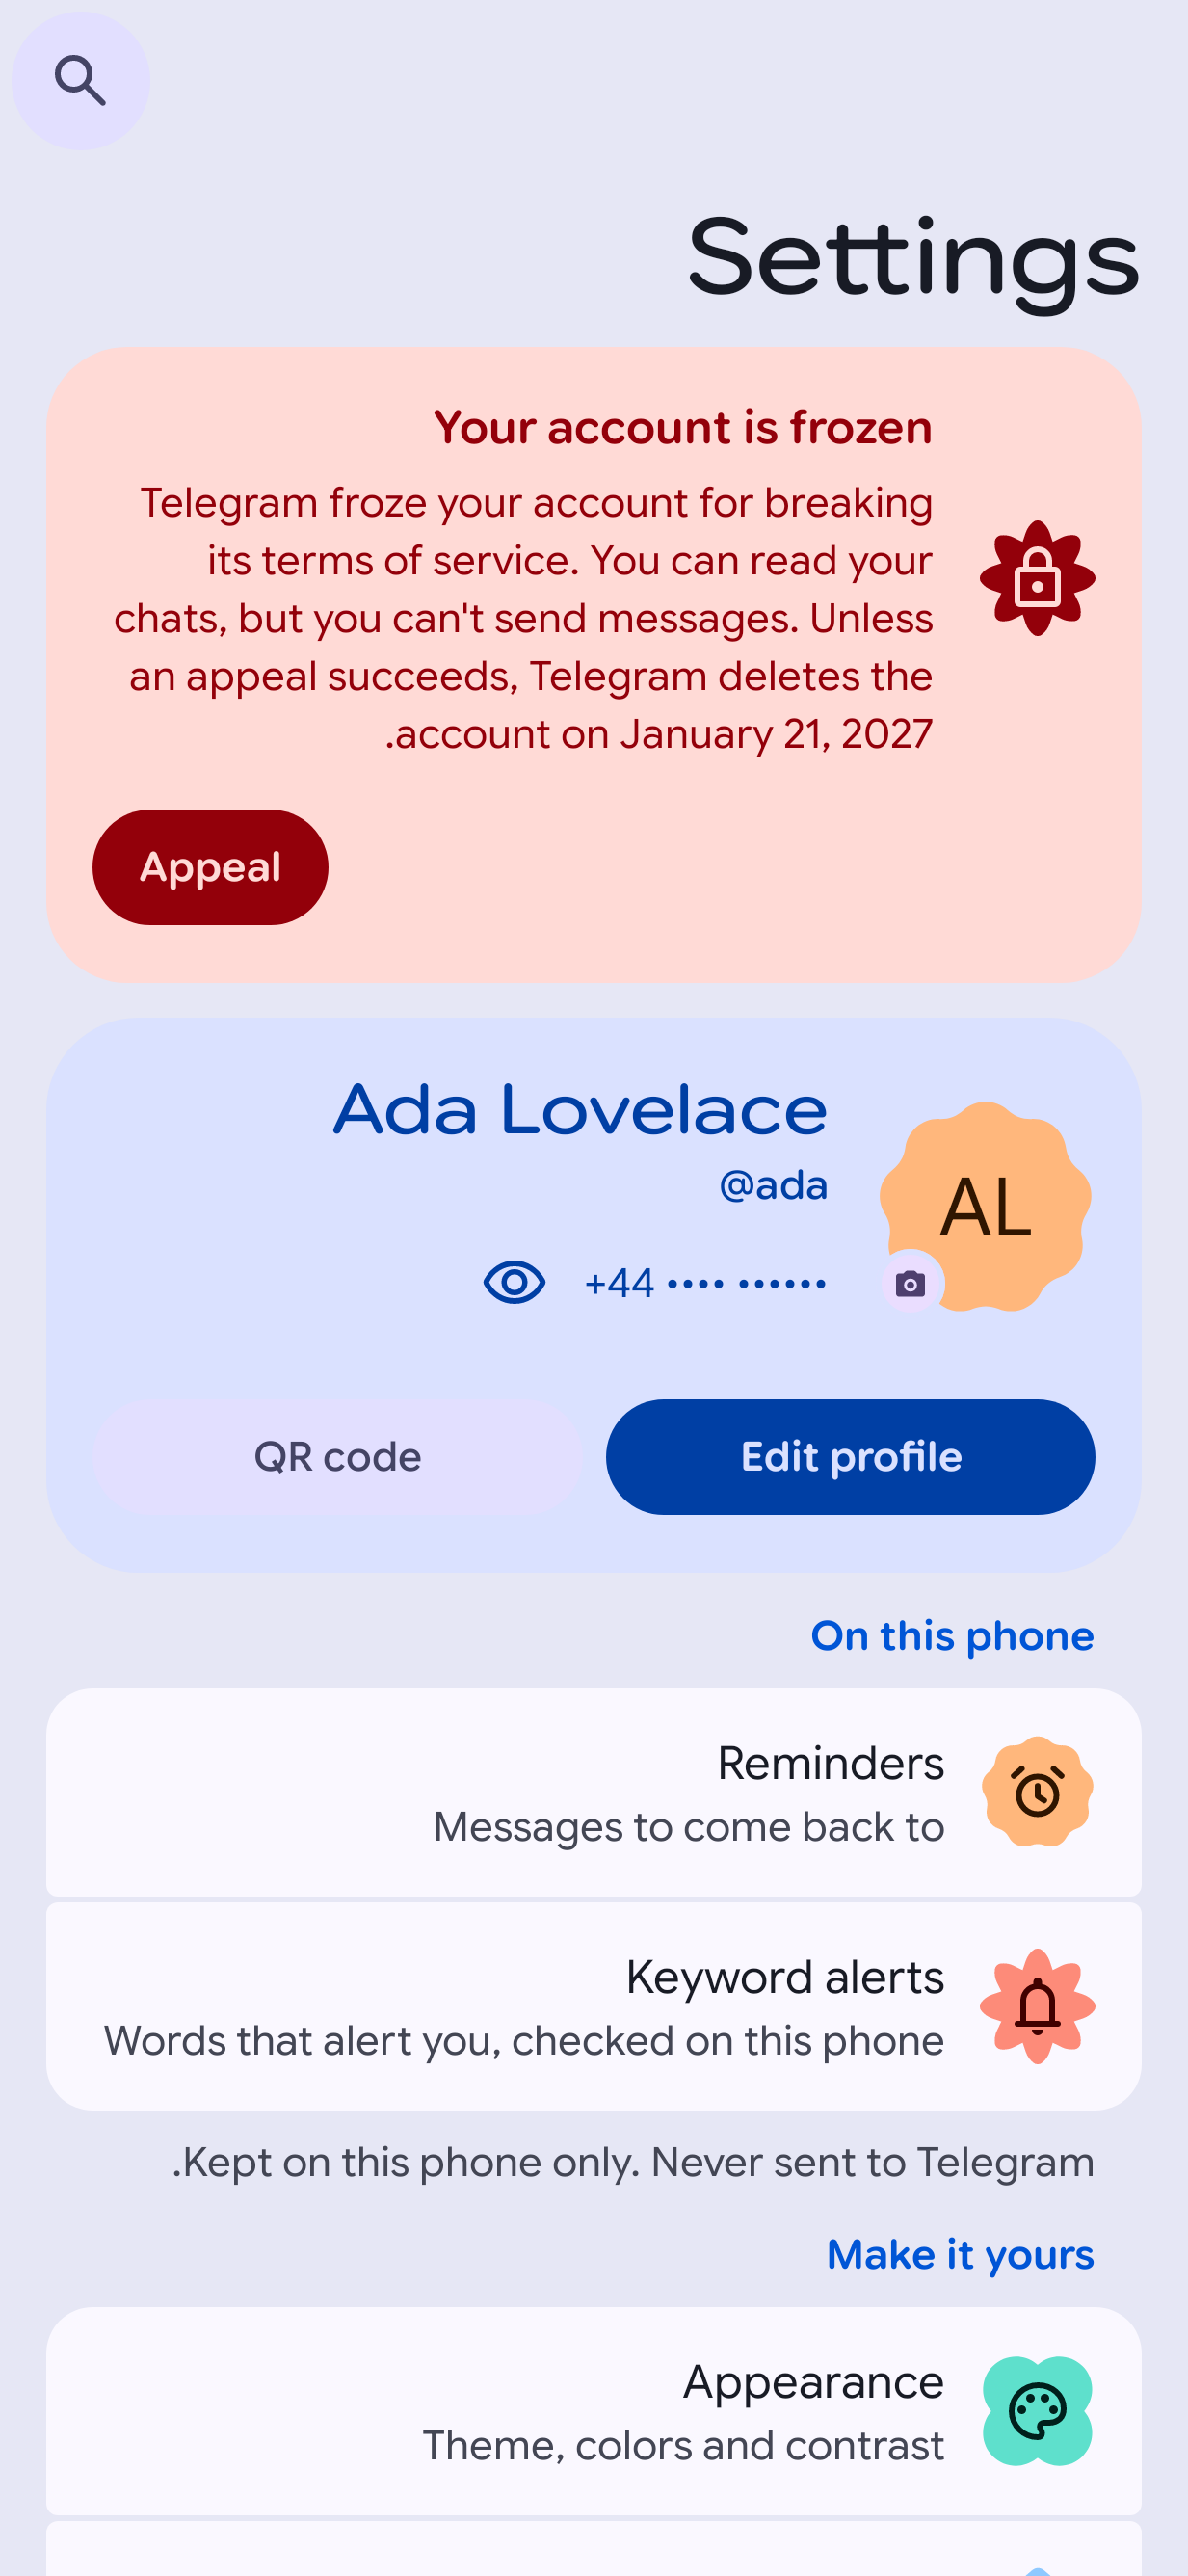 Settings
Your account is frozen
Telegram froze your account for breaking
its terms of service. You can read your
chats, but you can't send messages. Unless
an appeal succeeds, Telegram deletes the
.account on January 21, 2027
Appeal
Ada Lovelace
@ada
+44 •••• ••••••
AL
Edit profile
QR code
On this phone
Reminders
Messages to come back to
Keyword alerts
Words that alert you, checked on this phone
.Kept on this phone only. Never sent to Telegram
Make it yours
Appearance
Theme, colors and contrast